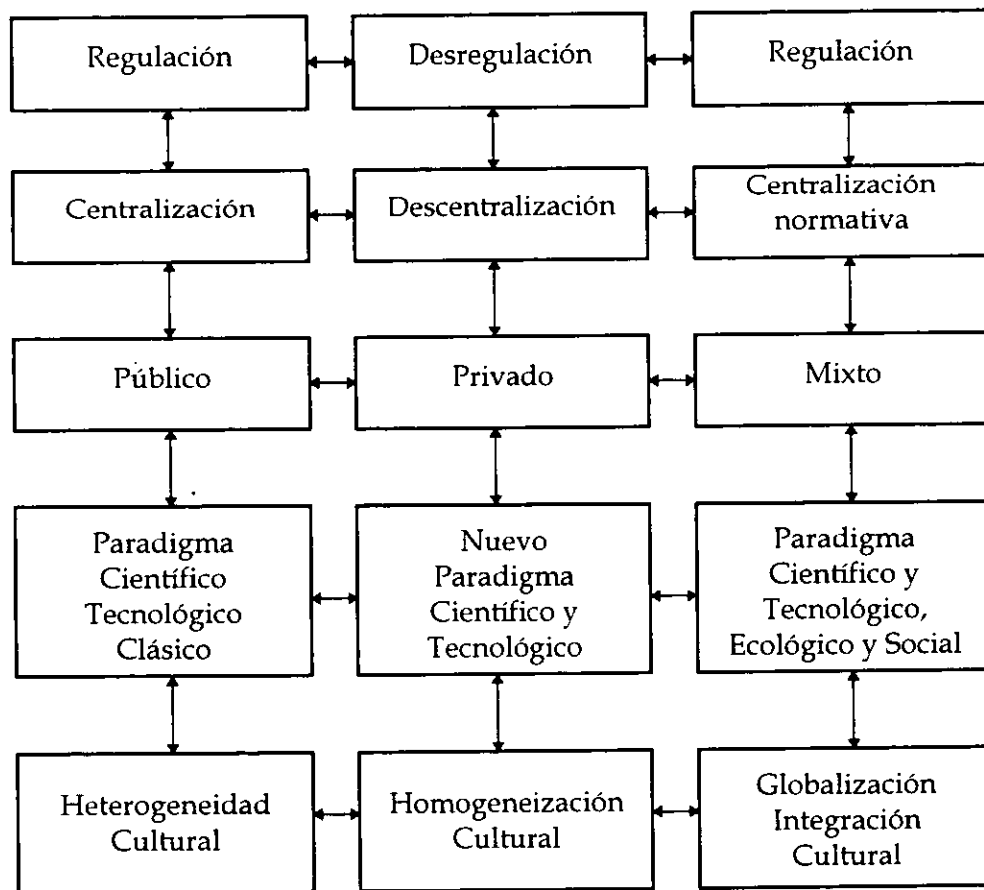 Regulación
Desregulación
Regulación
Centralización
Descentralización
Centralización
normativa
Público
Privado
Mixto
Paradigma
Científico
Tecnológico
Clásico
Nuevo
Paradigma
Científico y
Tecnológico
Paradigma
Científico y
Tecnológico,
Ecológico y Social
Heterogeneidad
Cultural
Homogeneización
Cultural
Globalización
Integración
Cultural